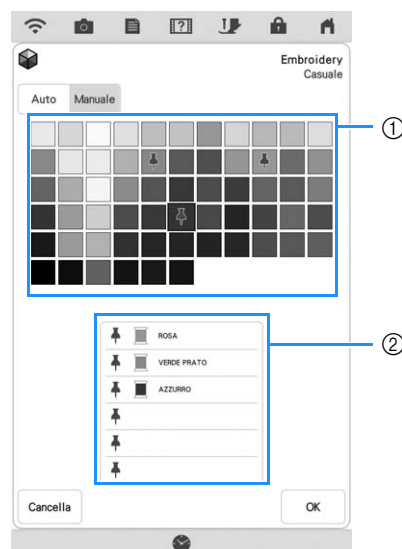 Embroidery
Casuale
Auto Manuale
①
②
ROSA
VERDE PRATO
AZZURRO
Cancella OK